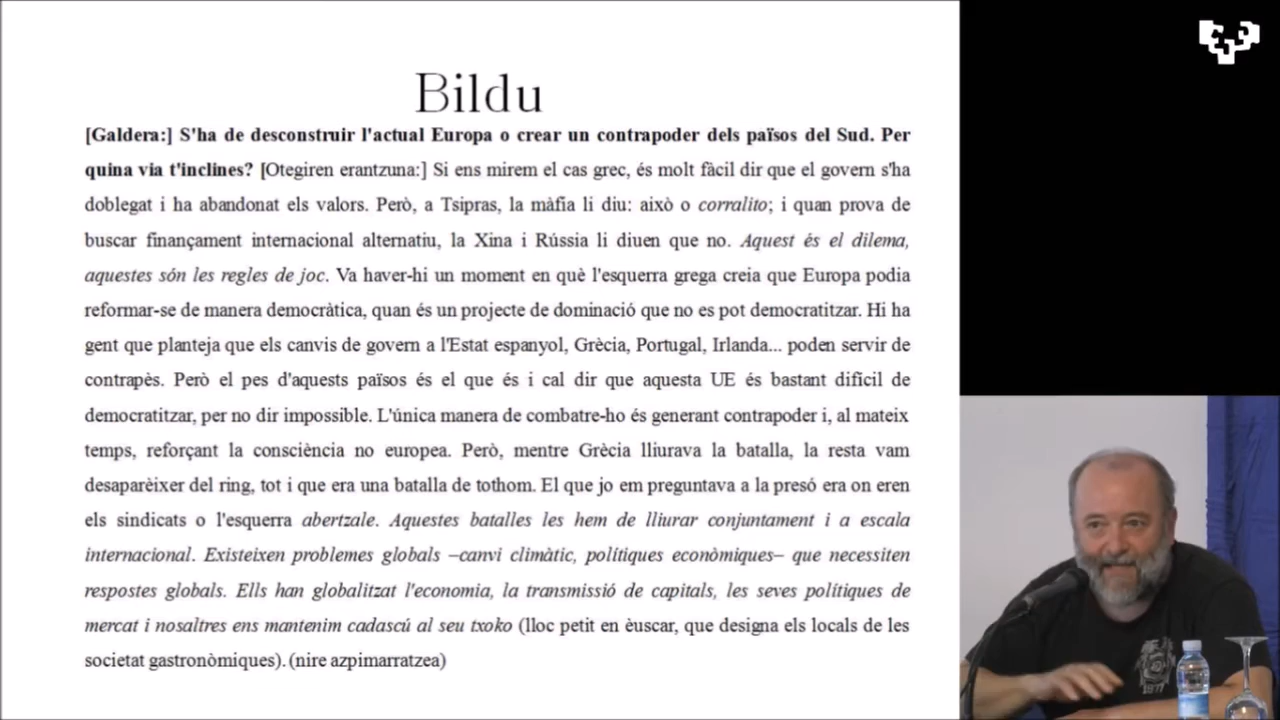 Bildu
[Galdera:] S'ha de desconstruir l'actual Europa o crear un contrapoder dels països del Sud. Per
quina via t'inclines? [Otegiren erantzuna:] Si ens mirem el cas grec, és molt fàcil dir que el govern s'ha
doblegat i ha abandonat els valors. Però, a Tsipras, la màfia li diu: això o corralito; i quan prova de
buscar finançament internacional alternatiu, la Xina i Rússia li diuen que no. Aquest és el dilema,
aquestes són les regles de joc. Va haver-hi un moment en què l'esquerra grega creia que Europa podia
reformar-se de manera democràtica, quan és un projecte de dominació que no es pot democratitzar. Hi ha
gent que planteja que els canvis de govern a l'Estat espanyol, Grècia, Portugal, Irlanda... poden servir de
contrapès. Però el pes d'aquests països és el que és i cal dir que aquesta UE és bastant difícil de
democratitzar, per no dir impossible. L'única manera de combatre-ho és generant contrapoder i, al mateix
temps, reforçant la consciència no europea. Però, mentre Grècia lliurava la batalla, la resta vam
desaparèixer del ring, tot i que era una batalla de tothom. El que jo em preguntava a la presó era on eren
els sindicats o l'esquerra abertzale. Aquestes batalles les hem de lliurar conjuntament i a escala
internacional. Existeixen problemes globals –canvi climàtic, polítiques econòmiques– que necessiten
respostes globals. Ells han globalitzat l'economia, la transmissió de capitals, les seves polítiques de
mercat i nosaltres ens mantenim cadascú al seu txoko (lloc petit en èuscar, que designa els locals de les
societat gastronòmiques). (nire azpimarratzea)
1977